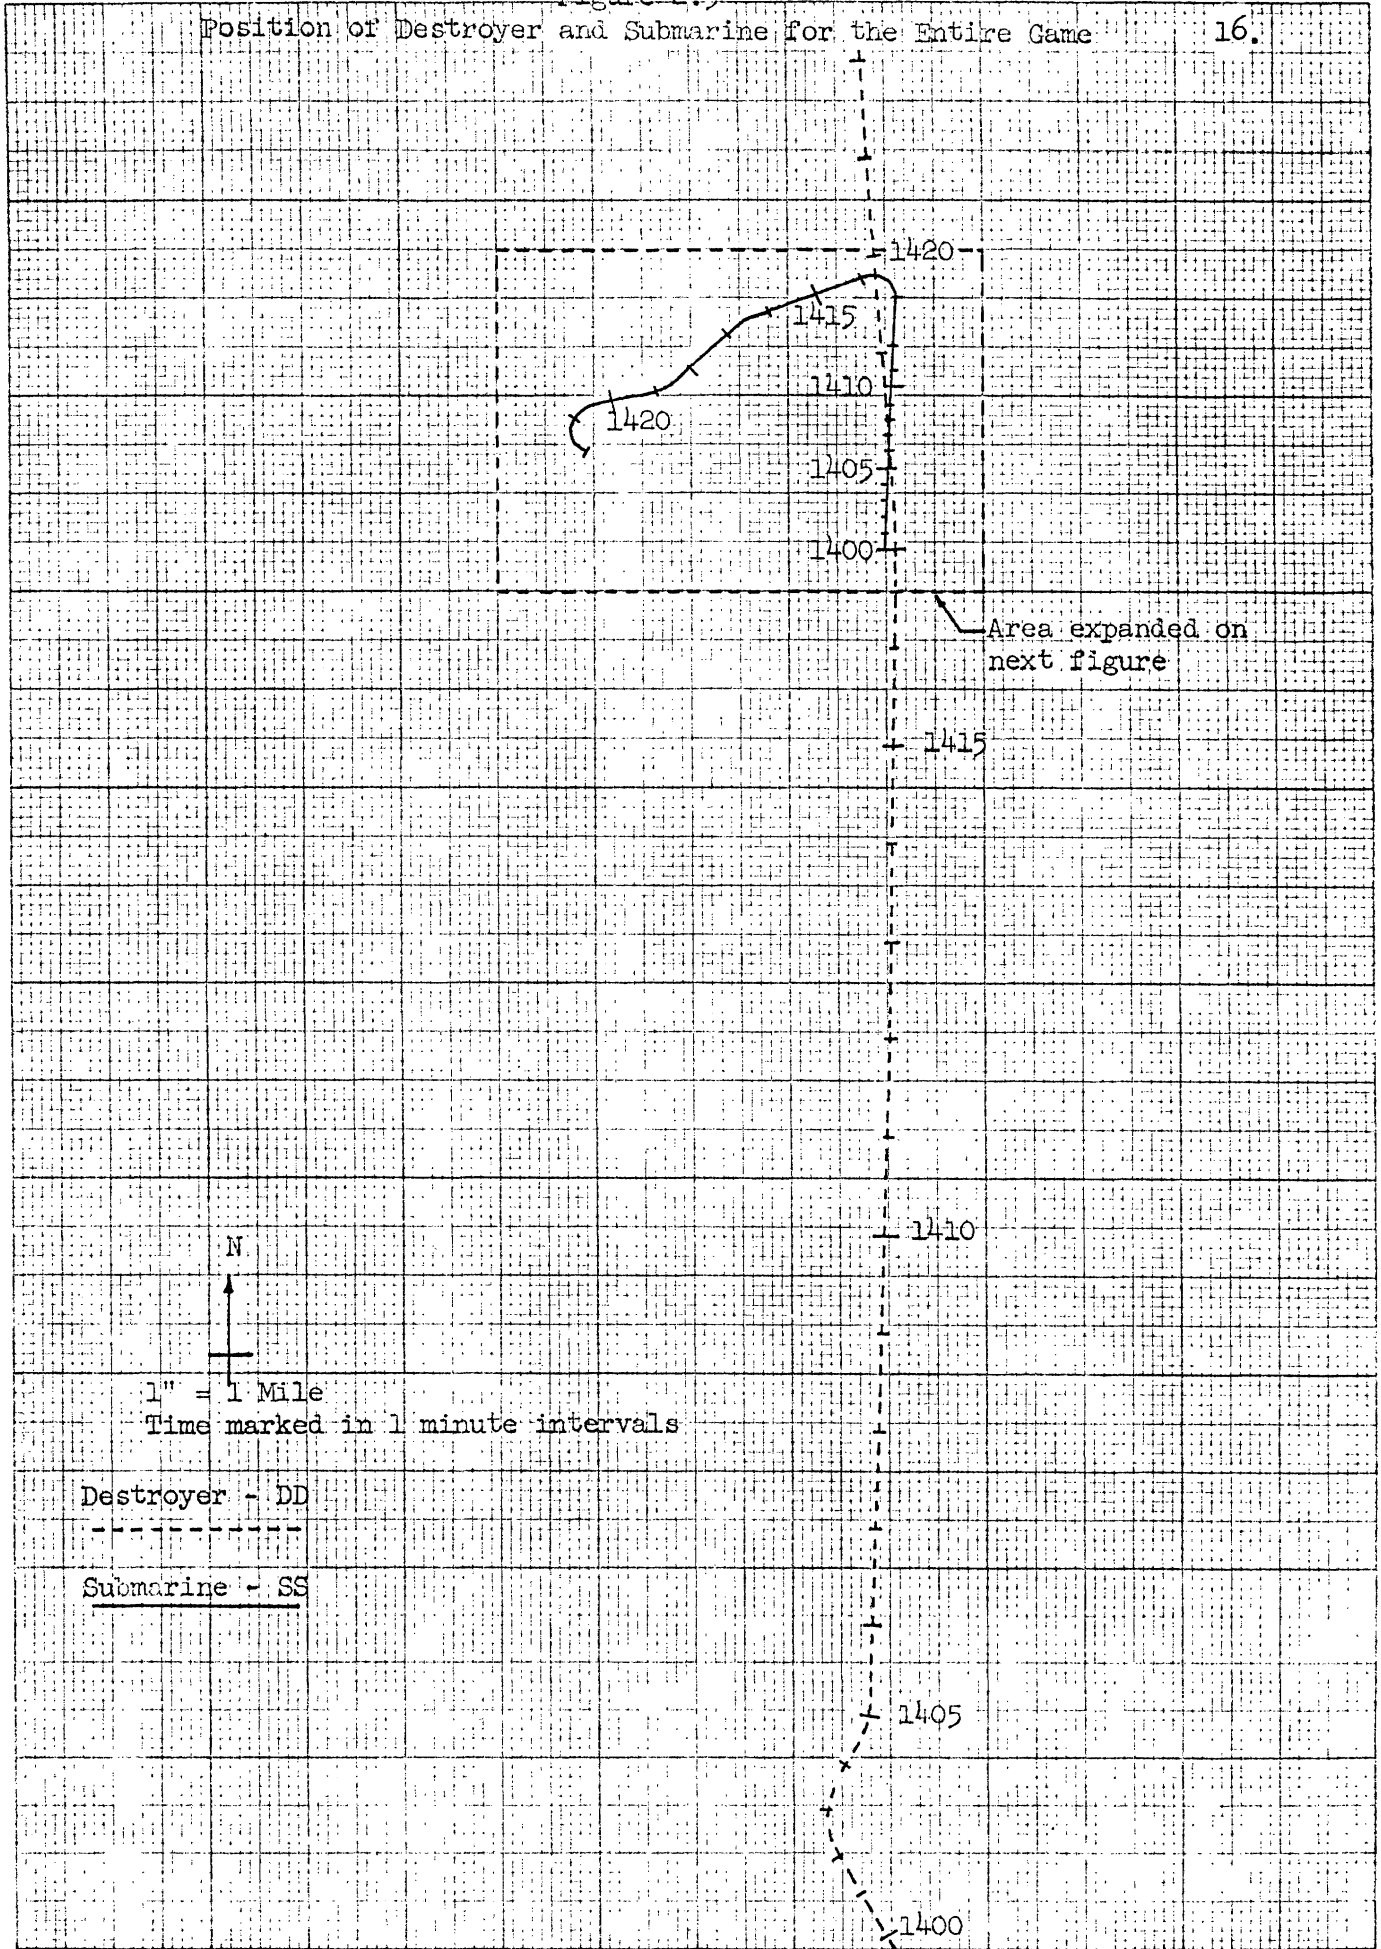 Position of Destroyer and Submarine for the Entire Game
16.
1420
1415
1410
1420
1405
1400
Area expanded on
next figure
1415
1410
N
1" = 1 Mile
Time marked in 1 minute intervals
Destroyer - DD
Submarine - SS
1405
1400